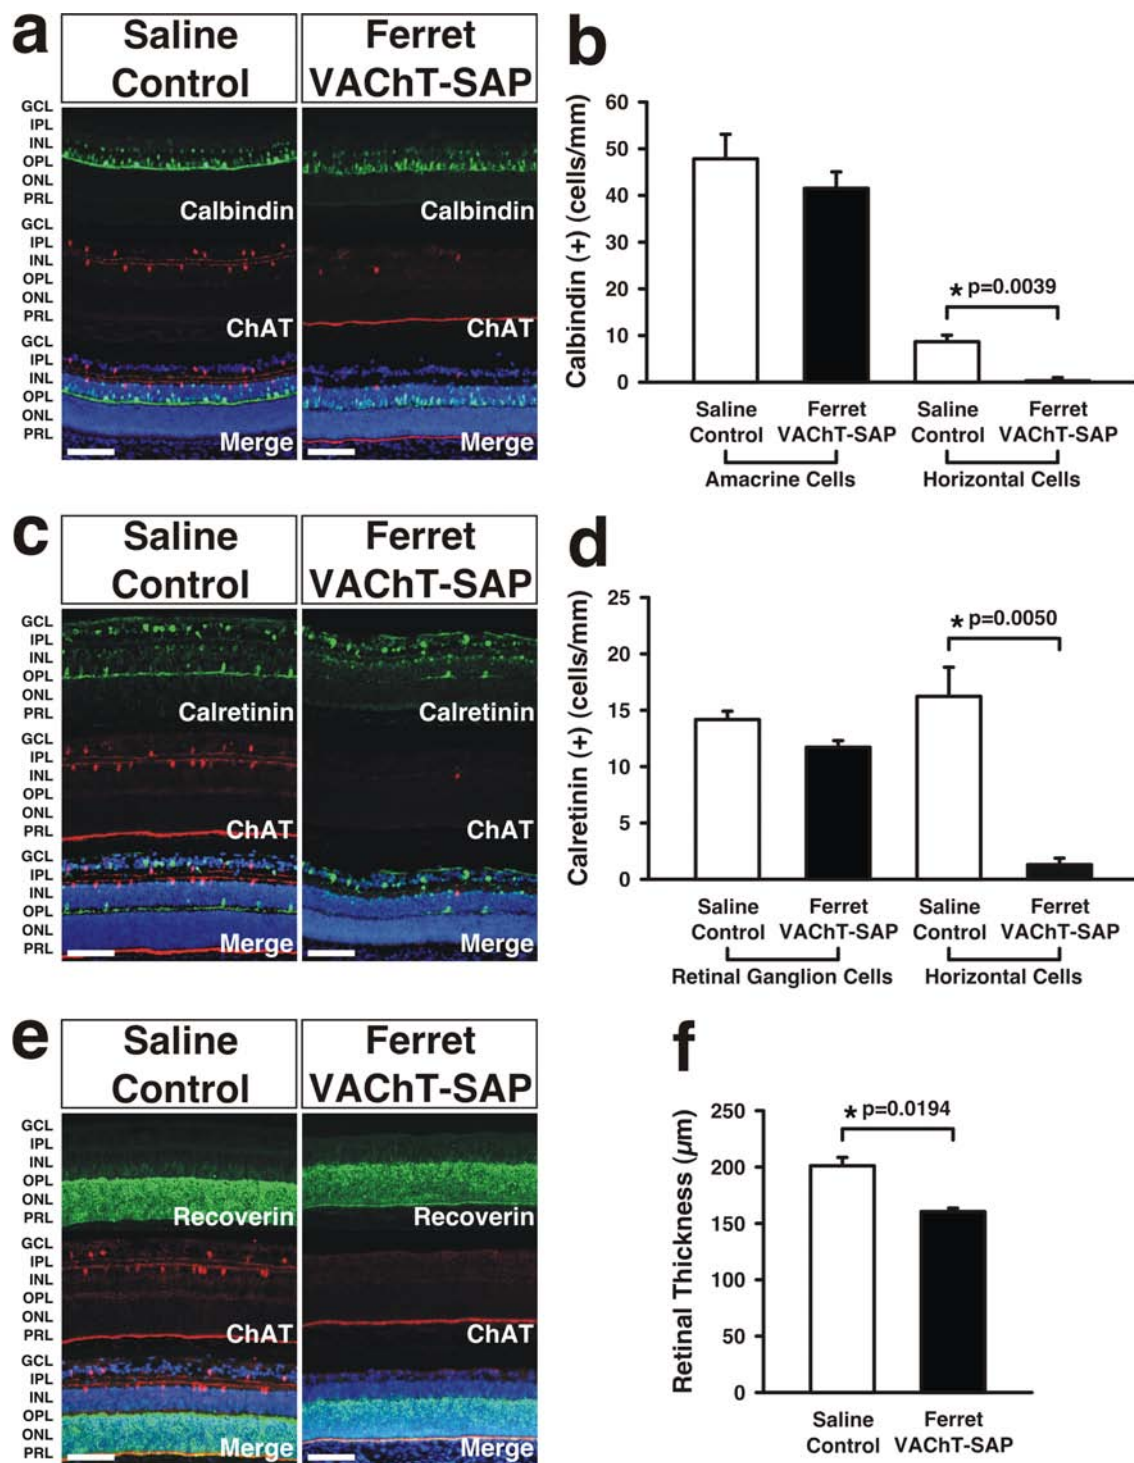 a
Saline
Control
Ferret
VAChT-SAP
GCL
IPL
INL
OPL
ONL
PRL
Calbindin
Calbindin
GCL
IPL
INL
OPL
ONL
PRL
ChAT
ChAT
GCL
IPL
INL
OPL
ONL
PRL
Merge
Merge
b
Calbindin (+) (cells/mm)
60
50
40
30
20
10
0
* p=0.0039
Saline
Control
Ferret
VAChT-SAP
Saline
Control
Ferret
VAChT-SAP
Amacrine Cells
Horizontal Cells
c
Saline
Control
Ferret
VAChT-SAP
GCL
IPL
INL
OPL
ONL
PRL
Calretinin
Calretinin
GCL
IPL
INL
OPL
ONL
PRL
ChAT
ChAT
GCL
IPL
INL
OPL
ONL
PRL
Merge
Merge
d
Calretinin (+) (cells/mm)
25
20
15
10
5
0
* p=0.0050
Saline
Control
Ferret
VAChT-SAP
Saline
Control
Ferret
VAChT-SAP
Retinal Ganglion Cells
Horizontal Cells
e
Saline
Control
Ferret
VAChT-SAP
GCL
IPL
INL
OPL
ONL
PRL
Recoverin
Recoverin
GCL
IPL
INL
OPL
ONL
PRL
ChAT
ChAT
GCL
IPL
INL
OPL
ONL
PRL
Merge
Merge
f
Retinal Thickness (μm)
250
200
150
100
50
0
* p=0.0194
Saline
Control
Ferret
VAChT-SAP